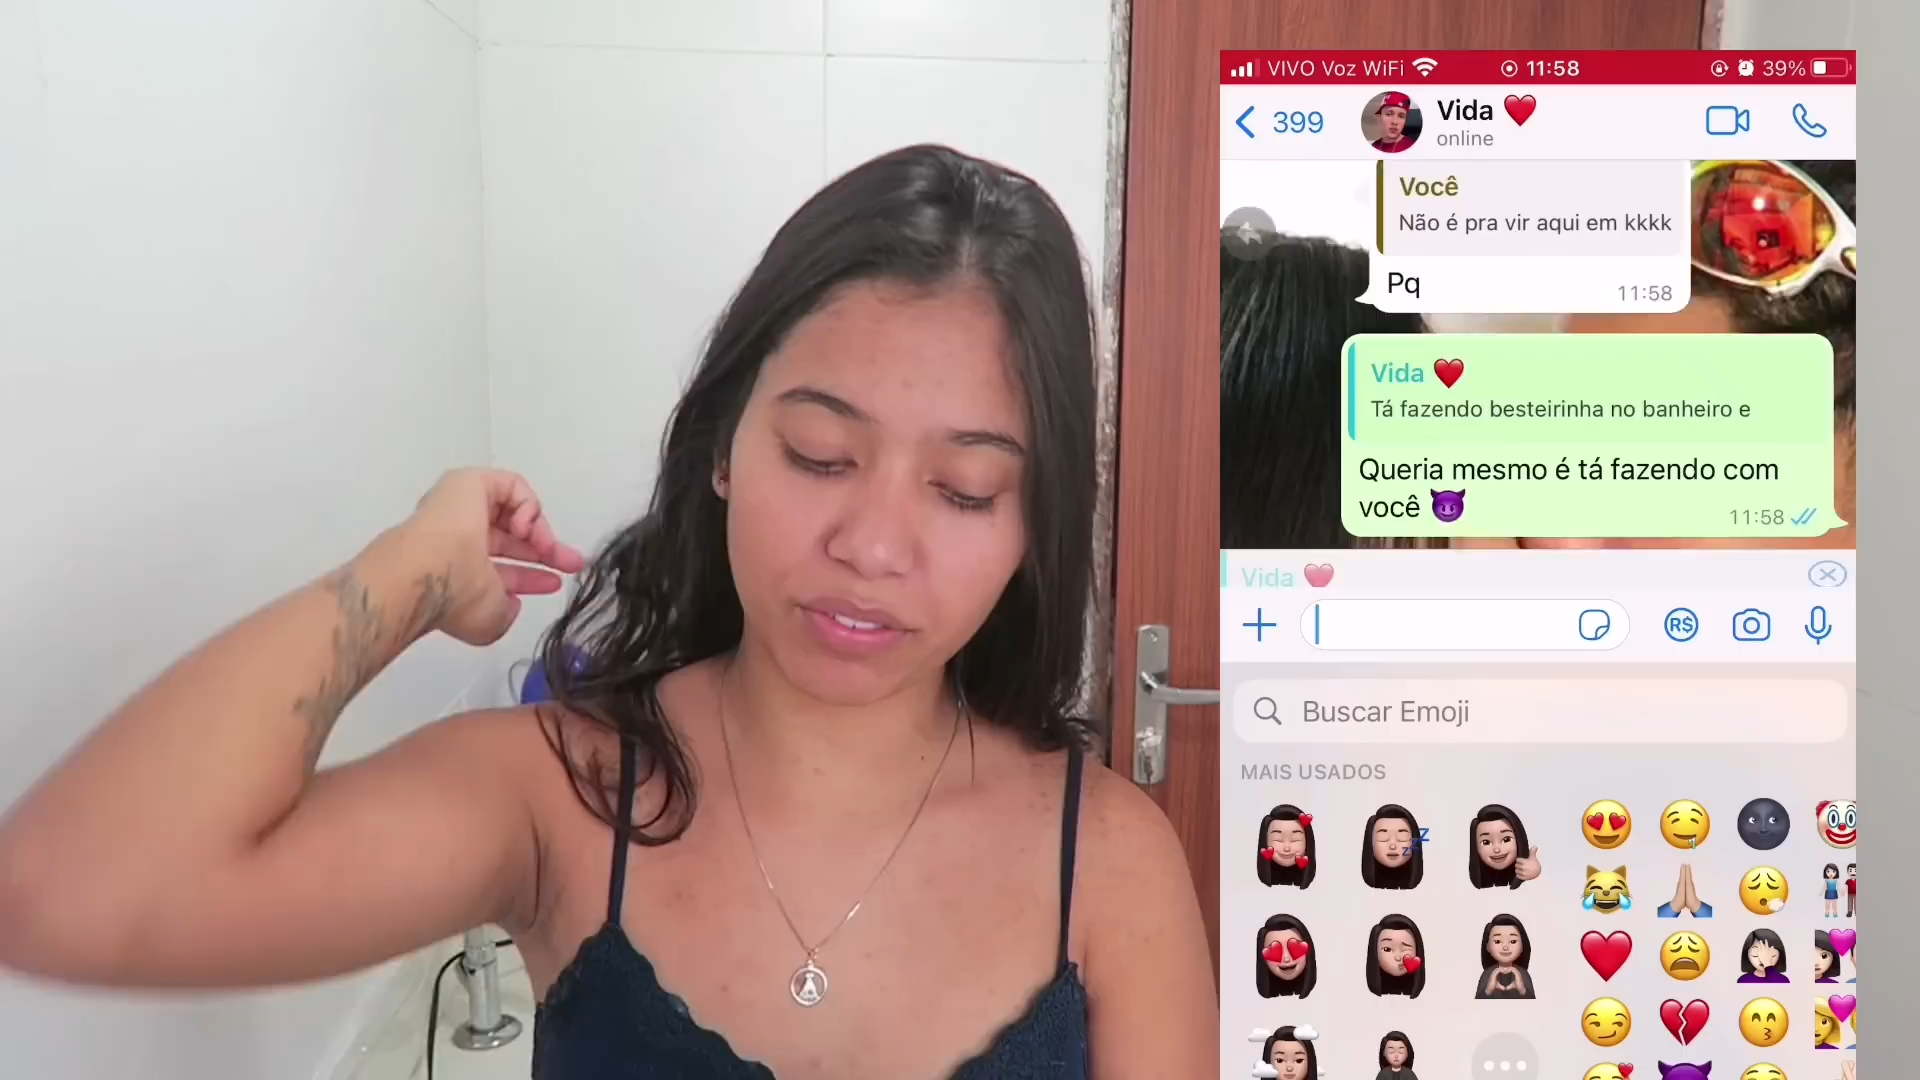 VIVO Voz WiFi 11:58 39%
399 Vida ❤️
online
Você
Não é pra vir aqui em kkkk
Pq
11:58
Vida ❤️
Tá fazendo besteirinha no banheiro e
Queria mesmo é tá fazendo com
você 😈
11:58
Vida ❤️
R$
Buscar Emoji
MAIS USADOS